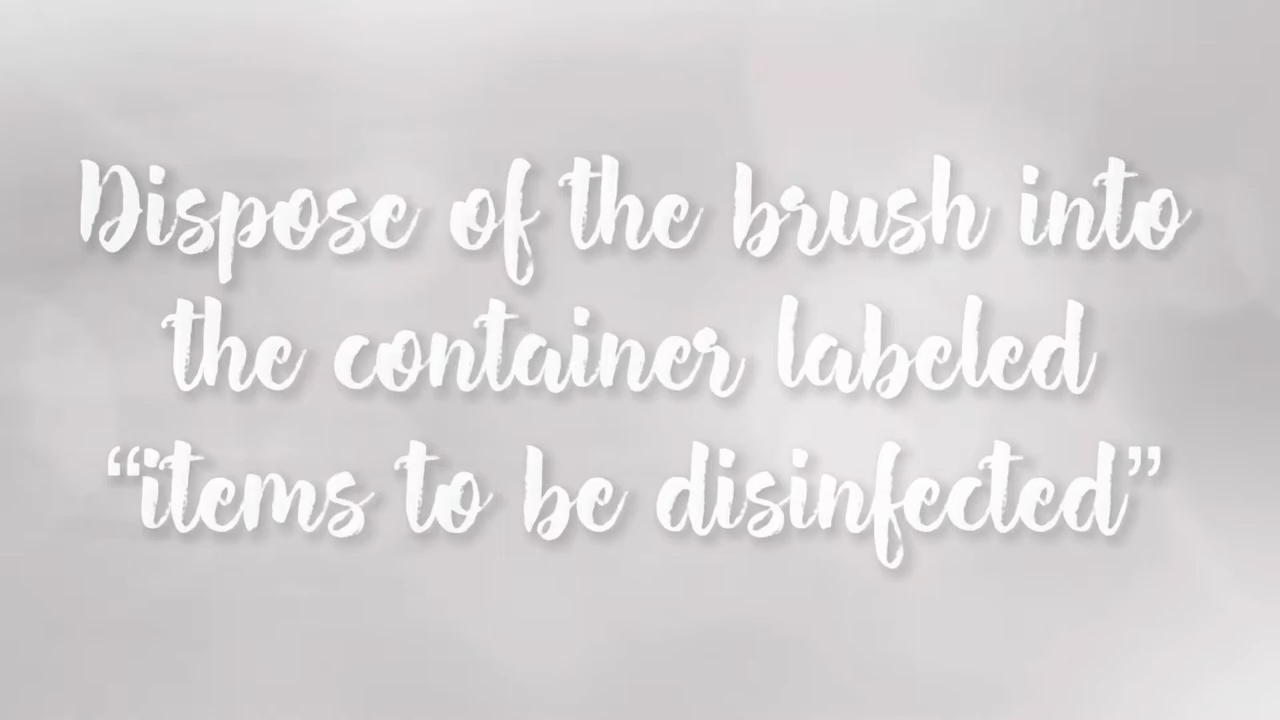 Dispose of the brush into
the container labeled
“items to be disinfected”